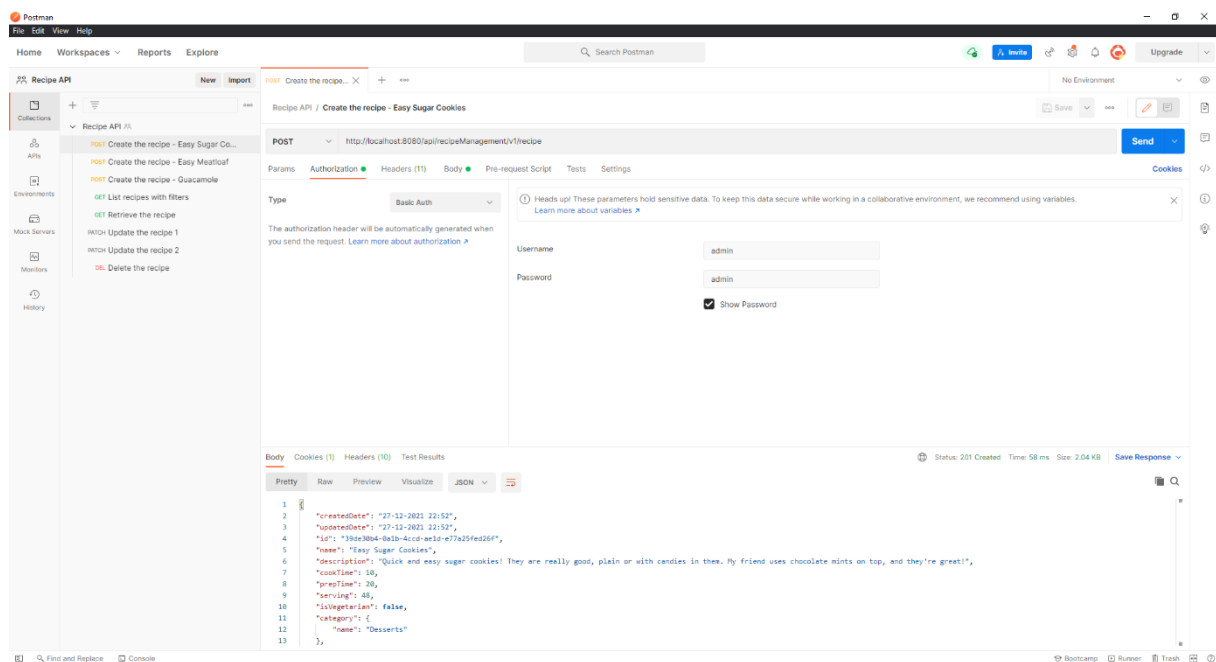 Postman
File Edit View Help
Home Workspaces Reports Explore
Search Postman
Invite
Upgrade
Recipe API
New Import
POST Create the recipe...
No Environment
Collections
APIs
Environments
Mock Servers
Monitors
History
Recipe API
POST Create the recipe - Easy Sugar Co...
POST Create the recipe - Easy Meatloaf
POST Create the recipe - Guacamole
GET List recipes with filters
GET Retrieve the recipe
PATCH Update the recipe 1
PATCH Update the recipe 2
DEL Delete the recipe
Recipe API / Create the recipe - Easy Sugar Cookies
Save
POST http://localhost:8080/api/recipeManagement/v1/recipe
Send
Params Authorization Headers (11) Body Pre-request Script Tests Settings
Cookies
Type Basic Auth
The authorization header will be automatically generated when
you send the request. Learn more about authorization
Heads up! These parameters hold sensitive data. To keep this data secure while working in a collaborative environment, we recommend using variables.
Learn more about variables
Username admin
Password admin
Show Password
Body Cookies (1) Headers (10) Test Results
Status: 201 Created Time: 58 ms Size: 2.04 KB Save Response
Pretty Raw Preview Visualize JSON
1 {
2 "createdDate": "27-12-2021 22:52",
3 "updatedDate": "27-12-2021 22:52",
4 "id": "39de30b4-0a1b-4ccd-ae1d-e77a25fed26f",
5 "name": "Easy Sugar Cookies",
6 "description": "Quick and easy sugar cookies! They are really good, plain or with candies in them. My friend uses chocolate mints on top, and they're great!",
7 "cookTime": 10,
8 "prepTime": 20,
9 "serving": 48,
10 "isVegetarian": false,
11 "category": {
12 "name": "Desserts"
13 },
Find and Replace Console
Bootcamp Runner Trash